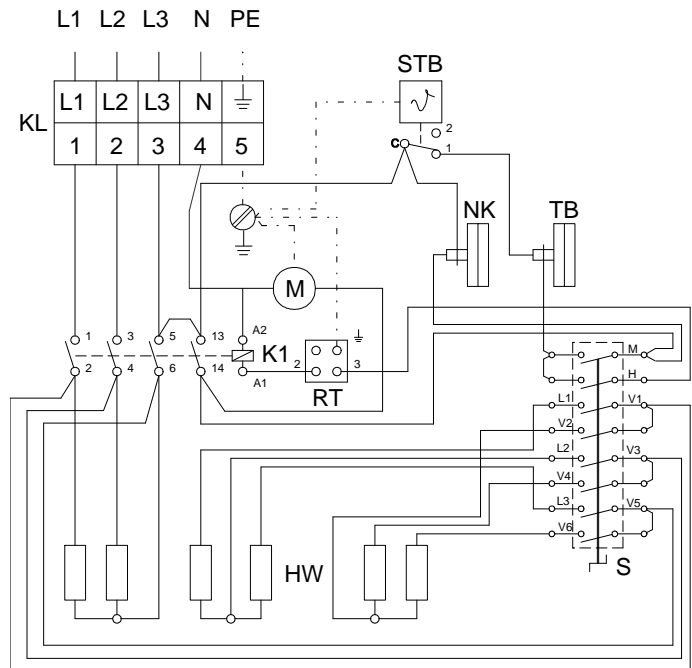 L1 L2 L3 N PE
STB
L1 L2 L3 N
KL
1 2 3 4 5
2
C
1
NK TB
M
1 3 5 13 A2
K1
2 3
2 4 6 14 A1
RT
M
H
L1 V1
V2
L2 V3
V4
L3 V5
V6
HW
S